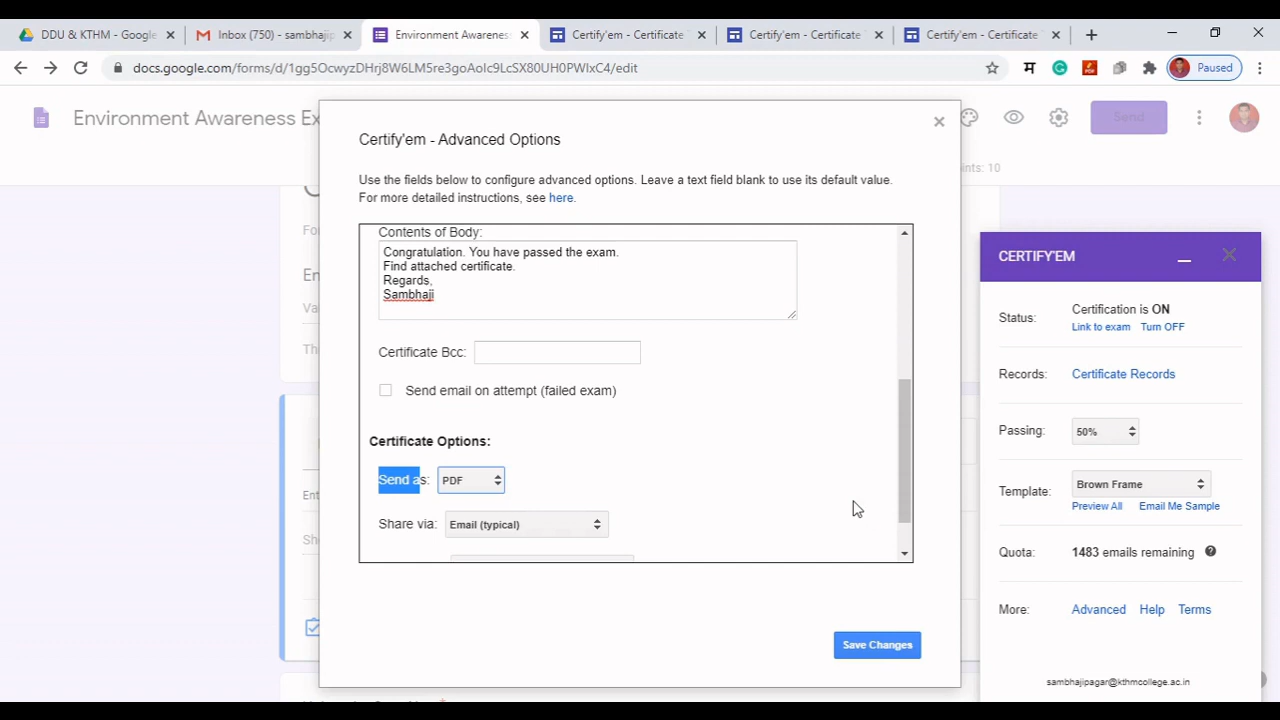 DDU & KTHM - Google
Inbox (750) - sambhaji
Environment Awareness
Certify'em - Certificate
Certify'em - Certificate
Certify'em - Certificate
docs.google.com/forms/d/1gg5OcwyzDHrj8W6LM5re3goAdc9LcSX80UH0PWIxC4/edit
म
Paused
Environment Awareness Ex
Send
Certify'em - Advanced Options
Use the fields below to configure advanced options. Leave a text field blank to use its default value.
For more detailed instructions, see here.
Points: 10
Contents of Body:
Congratulation. You have passed the exam.
Find attached certificate.
Regards,
Sambhaji
Certificate Bcc:
Send email on attempt (failed exam)
Certificate Options:
Send as: PDF
Share via: Email (typical)
Save Changes
CERTIFY'EM
Status: Certification is ON
Link to exam Turn OFF
Records: Certificate Records
Passing: 50%
Template: Brown Frame
Preview All Email Me Sample
Quota: 1483 emails remaining
More: Advanced Help Terms
sambhajipagar@kthmcollege.ac.in